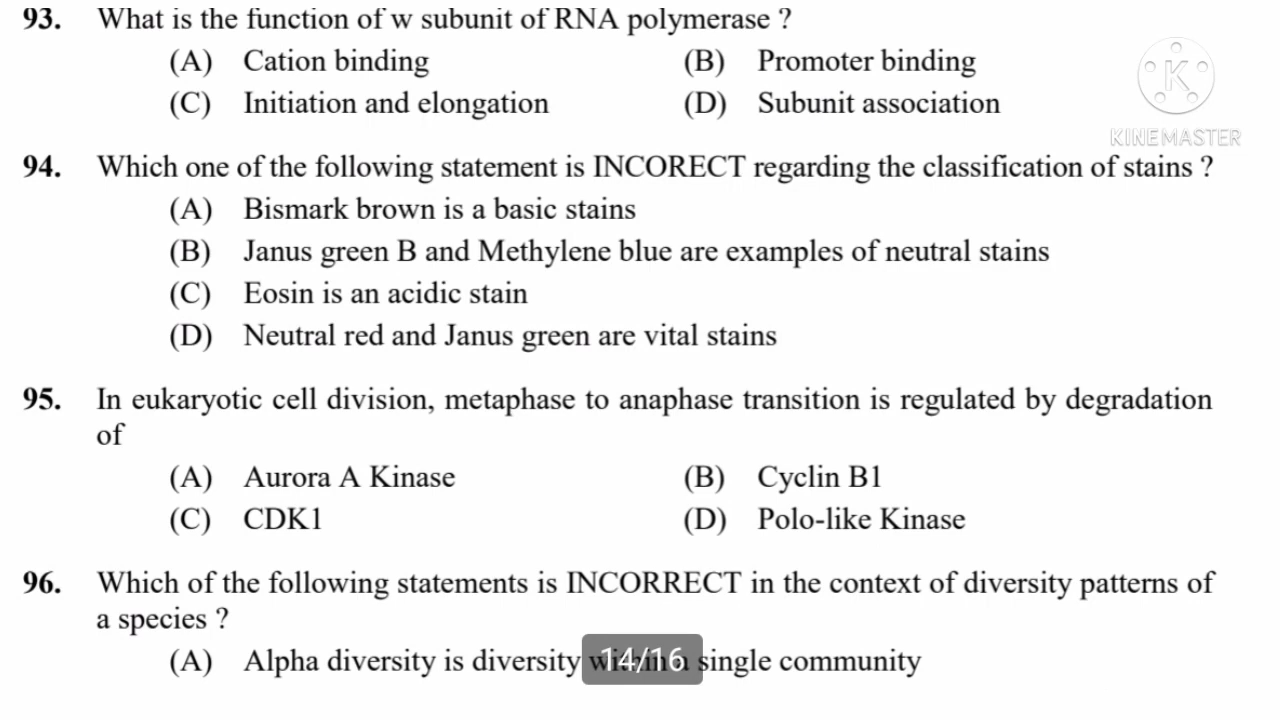 93. What is the function of w subunit of RNA polymerase ?
(A) Cation binding (B) Promoter binding
(C) Initiation and elongation (D) Subunit association
K
KINEMASTER
94. Which one of the following statement is INCORECT regarding the classification of stains ?
(A) Bismark brown is a basic stains
(B) Janus green B and Methylene blue are examples of neutral stains
(C) Eosin is an acidic stain
(D) Neutral red and Janus green are vital stains
95. In eukaryotic cell division, metaphase to anaphase transition is regulated by degradation
of
(A) Aurora A Kinase (B) Cyclin B1
(C) CDK1 (D) Polo-like Kinase
96. Which of the following statements is INCORRECT in the context of diversity patterns of
a species ?
(A) Alpha diversity is diversity within a single community
14/16